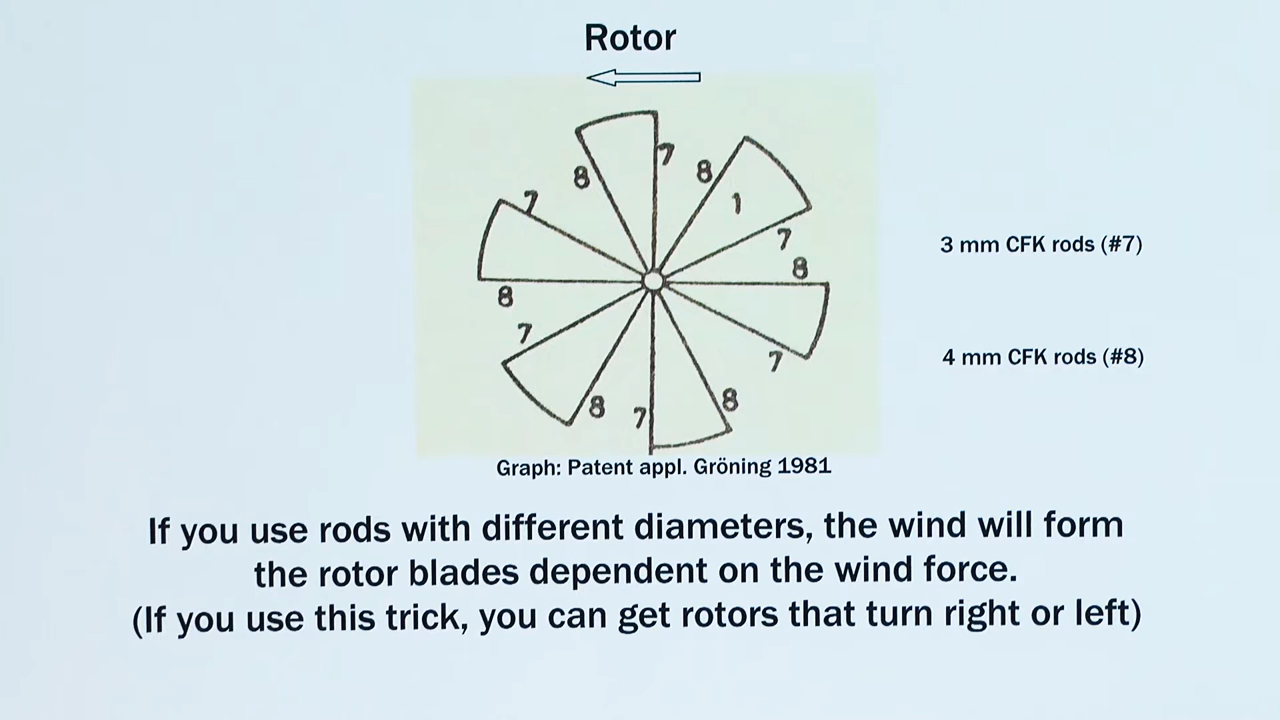 Rotor
7
8
8
1
7
7
8
8
7
7
8
7
8
3 mm CFK rods (#7)
4 mm CFK rods (#8)
Graph: Patent appl. Gröning 1981
If you use rods with different diameters, the wind will form
the rotor blades dependent on the wind force.
(If you use this trick, you can get rotors that turn right or left)